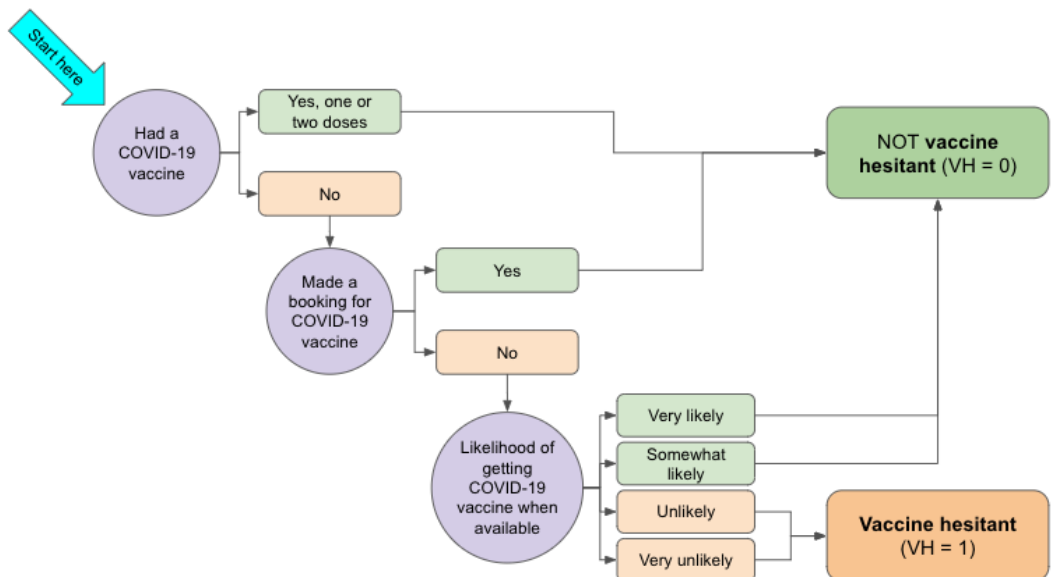 Start here
Had a
COVID-19
vaccine
Yes, one or
two doses
No
NOT vaccine
hesitant (VH = 0)
Made a
booking for
COVID-19
vaccine
Yes
No
Likelihood of
getting
COVID-19
vaccine when
available
Very likely
Somewhat
likely
Unlikely
Very unlikely
Vaccine hesitant
(VH = 1)